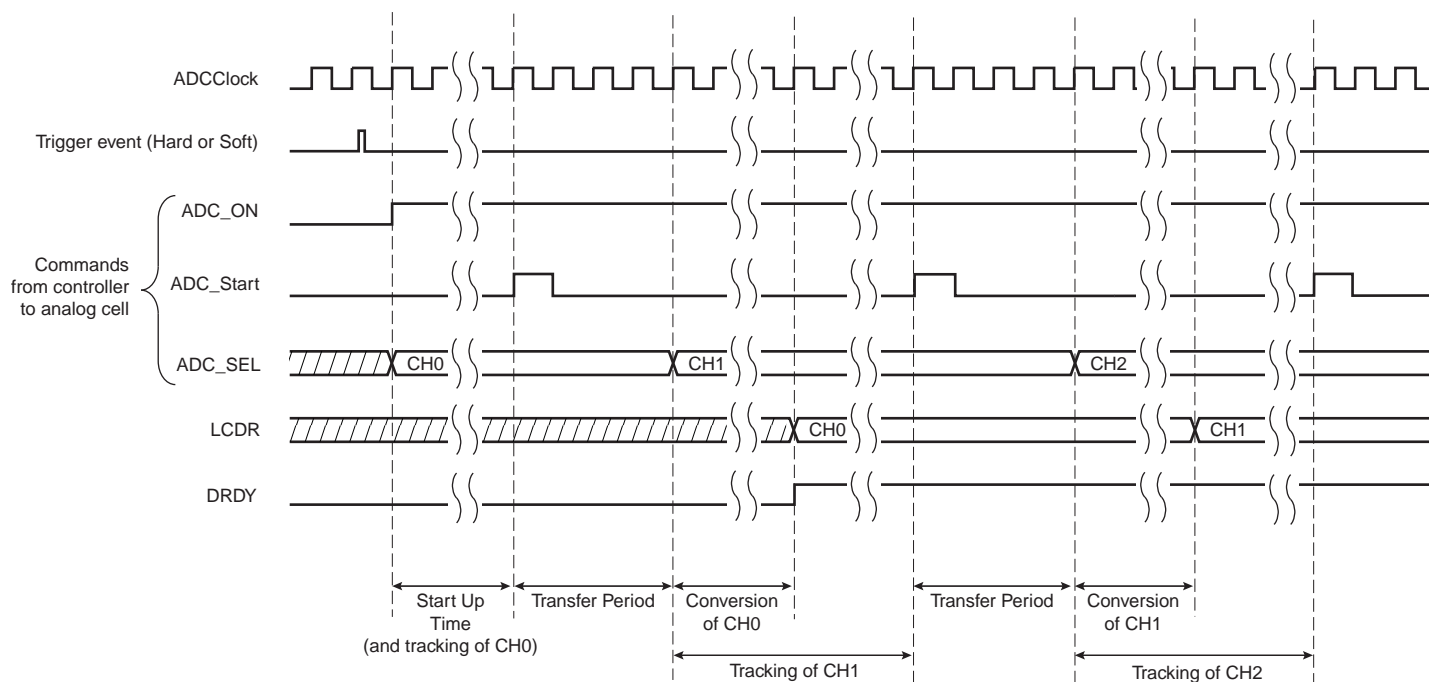 ADCClock
Trigger event (Hard or Soft)
ADC_ON
Commands
from controller
to analog cell
ADC_Start
ADC_SEL
CH0
CH1
CH2
LCDR
CH0
CH1
DRDY
Start Up
Time
(and tracking of CH0)
Transfer Period
Conversion
of CH0
Transfer Period
Conversion
of CH1
Tracking of CH1
Tracking of CH2